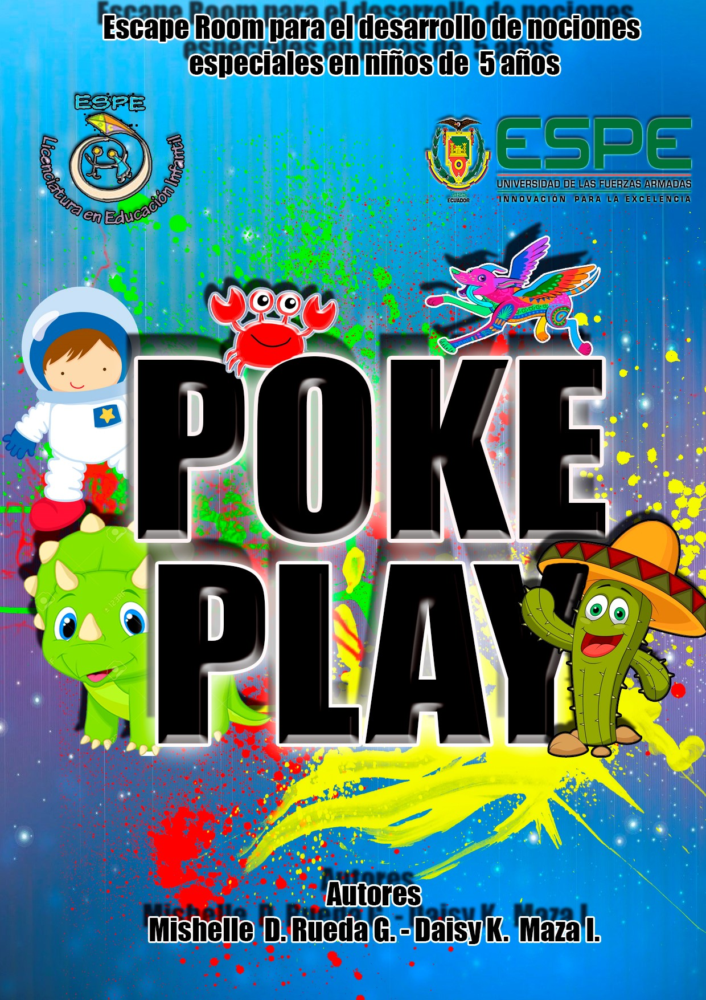 Escape Room para el desarrollo de nociones
especiales en niños de 5 años
ESPE
Licenciatura en Educación Infantil
ESPE
UNIVERSIDAD DE LAS FUERZAS ARMADAS
INNOVACIÓN PARA LA EXCELENCIA
1922
ECUADOR
POKE
PLAY
Autores
Mishelle D. Rueda G. - Daisy K. Maza I.